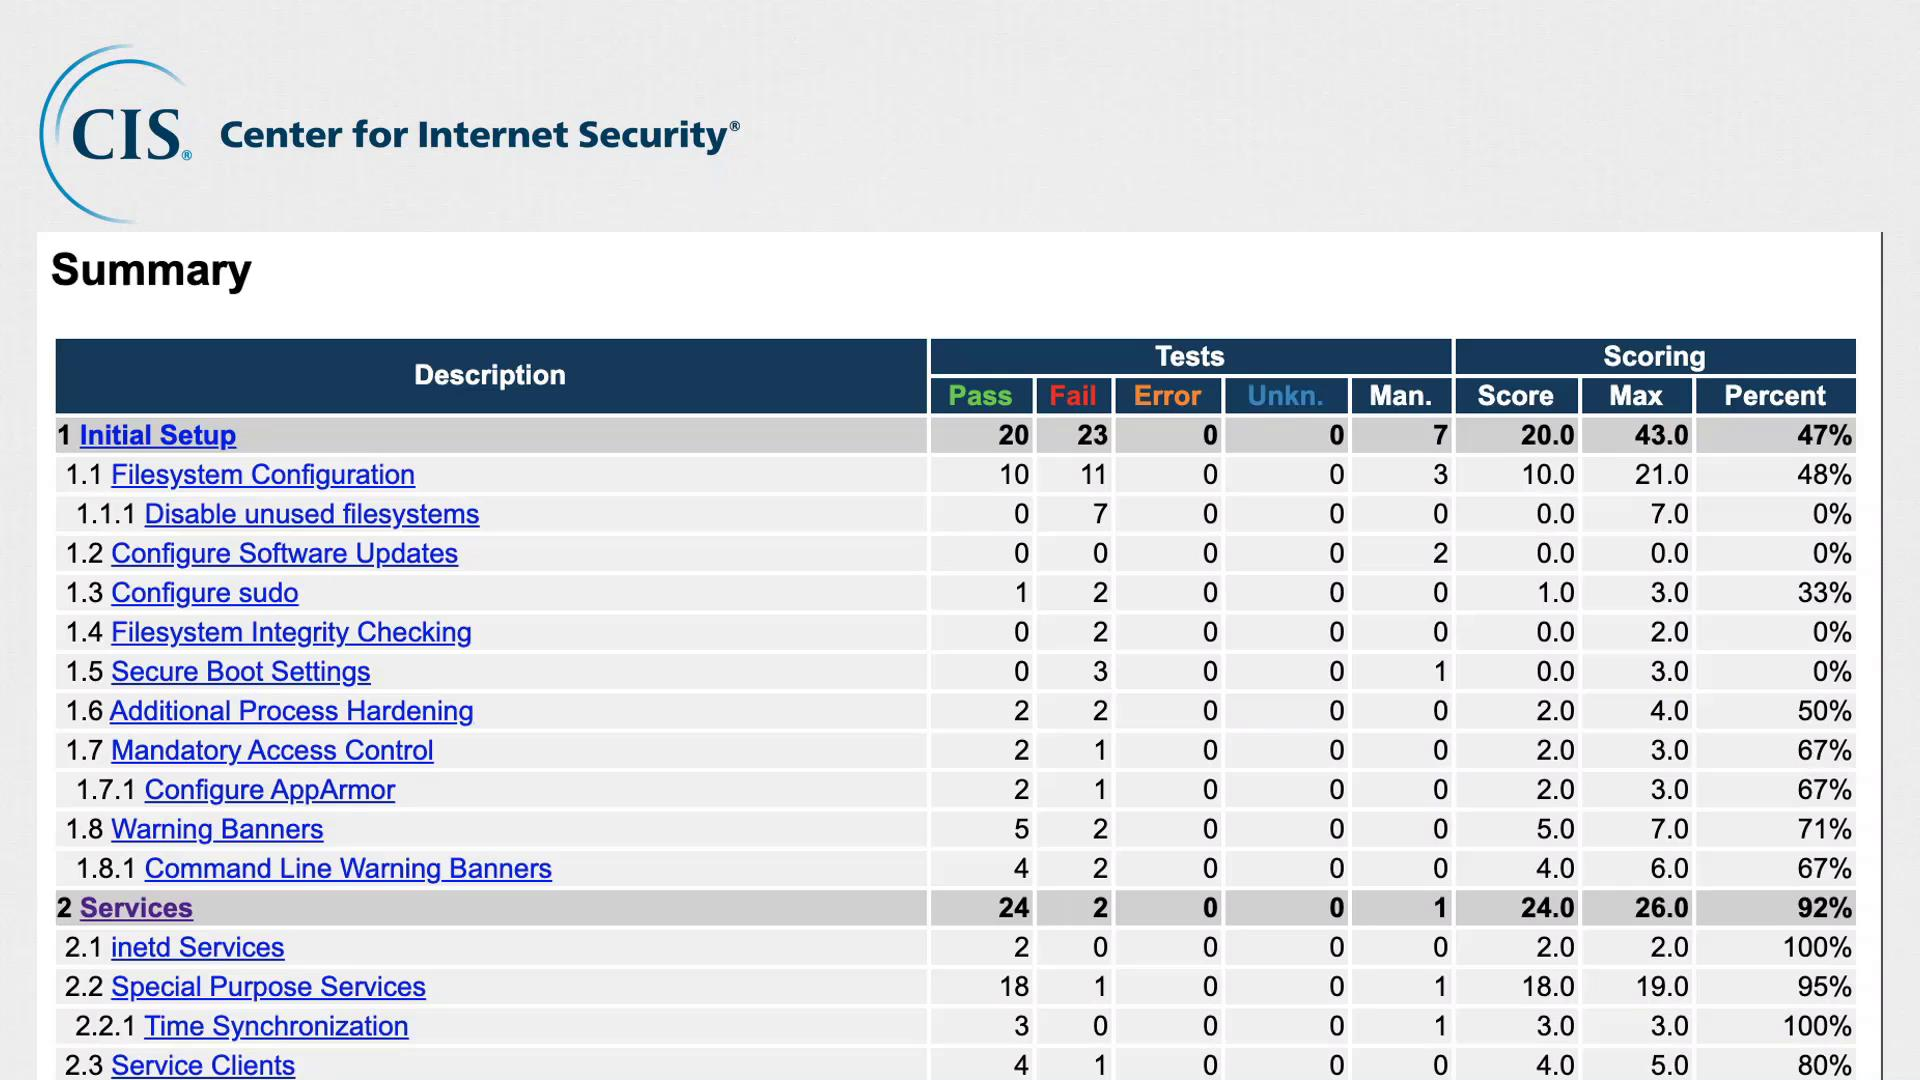 CIS®
Center for Internet Security®
Summary
Description Tests Scoring
Pass Fail Error Unkn. Man. Score Max Percent
1 Initial Setup 20 23 0 0 7 20.0 43.0 47%
1.1 Filesystem Configuration 10 11 0 0 3 10.0 21.0 48%
1.1.1 Disable unused filesystems 0 7 0 0 0 0.0 7.0 0%
1.2 Configure Software Updates 0 0 0 0 2 0.0 0.0 0%
1.3 Configure sudo 1 2 0 0 0 1.0 3.0 33%
1.4 Filesystem Integrity Checking 0 2 0 0 0 0.0 2.0 0%
1.5 Secure Boot Settings 0 3 0 0 1 0.0 3.0 0%
1.6 Additional Process Hardening 2 2 0 0 0 2.0 4.0 50%
1.7 Mandatory Access Control 2 1 0 0 0 2.0 3.0 67%
1.7.1 Configure AppArmor 2 1 0 0 0 2.0 3.0 67%
1.8 Warning Banners 5 2 0 0 0 5.0 7.0 71%
1.8.1 Command Line Warning Banners 4 2 0 0 0 4.0 6.0 67%
2 Services 24 2 0 0 1 24.0 26.0 92%
2.1 inetd Services 2 0 0 0 0 2.0 2.0 100%
2.2 Special Purpose Services 18 1 0 0 1 18.0 19.0 95%
2.2.1 Time Synchronization 3 0 0 0 1 3.0 3.0 100%
2.3 Service Clients 4 1 0 0 0 4.0 5.0 80%